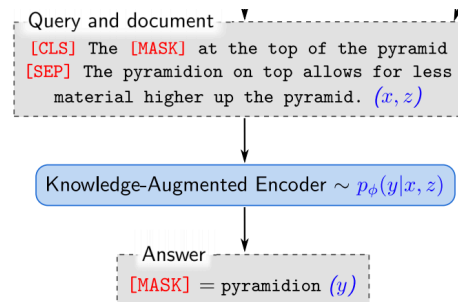 Query and document
[CLS] The [MASK] at the top of the pyramid
[SEP] The pyramidion on top allows for less
material higher up the pyramid. (x, z)
Knowledge-Augmented Encoder ∼ pϕ(y|x, z)
Answer
[MASK] = pyramidion (y)